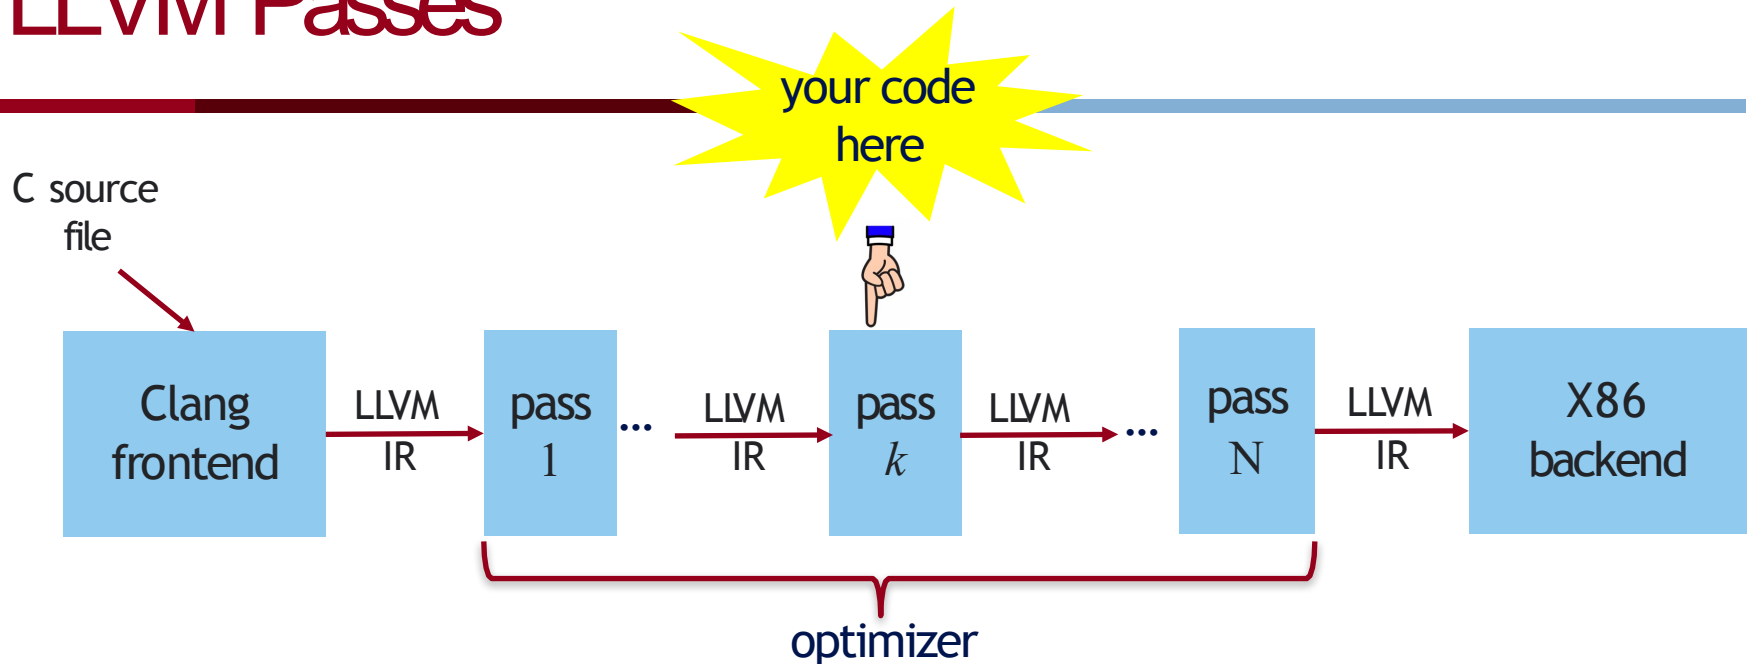 LLVM Passes
your code
here
C source
file
Clang
frontend
LLVM
IR
pass
1
...
LLVM
IR
pass
k
LLVM
IR
...
pass
N
LLVM
IR
X86
backend
optimizer